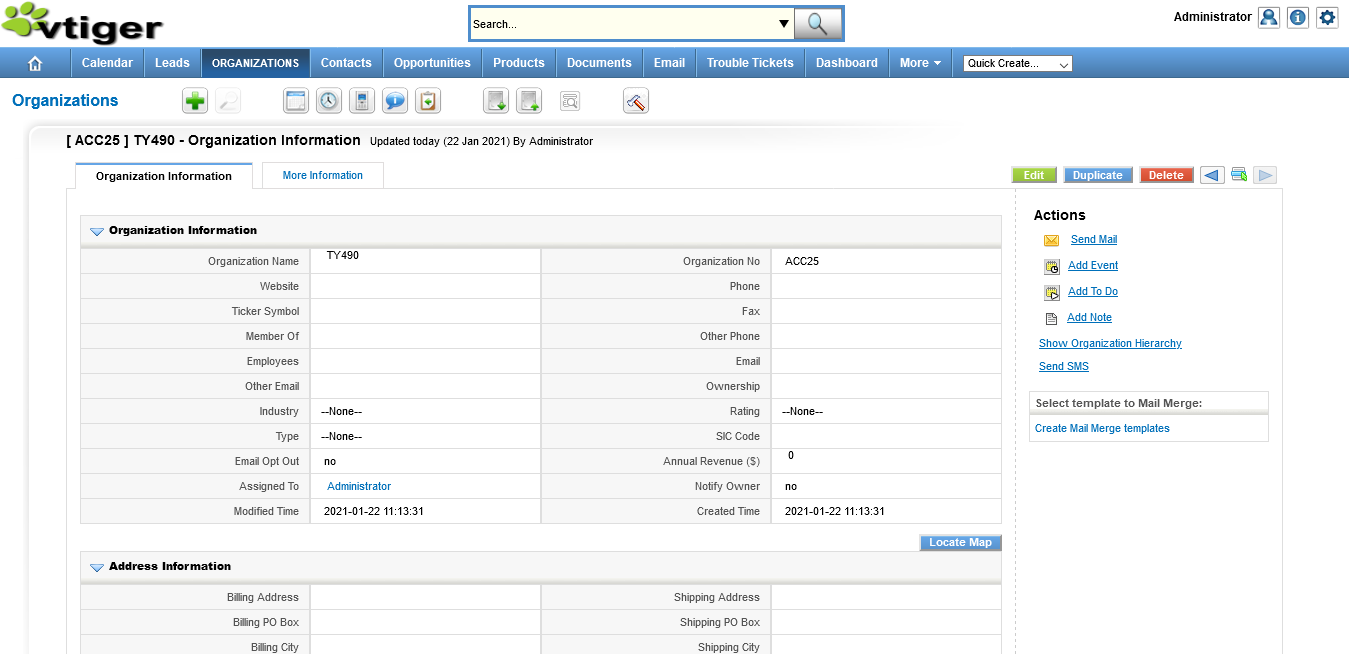 vtiger
Search...
Administrator
Calendar Leads ORGANIZATIONS Contacts Opportunities Products Documents Email Trouble Tickets Dashboard More Quick Create...
Organizations
[ ACC25 ] TY490 - Organization Information Updated today (22 Jan 2021) By Administrator
Organization Information More Information
Edit Duplicate Delete
Organization Information
Organization Name TY490 Organization No ACC25
Website Phone
Ticker Symbol Fax
Member Of Other Phone
Employees Email
Other Email Ownership
Industry --None-- Rating --None--
Type --None-- SIC Code
Email Opt Out no Annual Revenue ($) 0
Assigned To Administrator Notify Owner no
Modified Time 2021-01-22 11:13:31 Created Time 2021-01-22 11:13:31
Locate Map
Address Information
Billing Address Shipping Address
Billing PO Box Shipping PO Box
Billing City Shipping City
Actions
Send Mail
Add Event
Add To Do
Add Note
Show Organization Hierarchy
Send SMS
Select template to Mail Merge:
Create Mail Merge templates